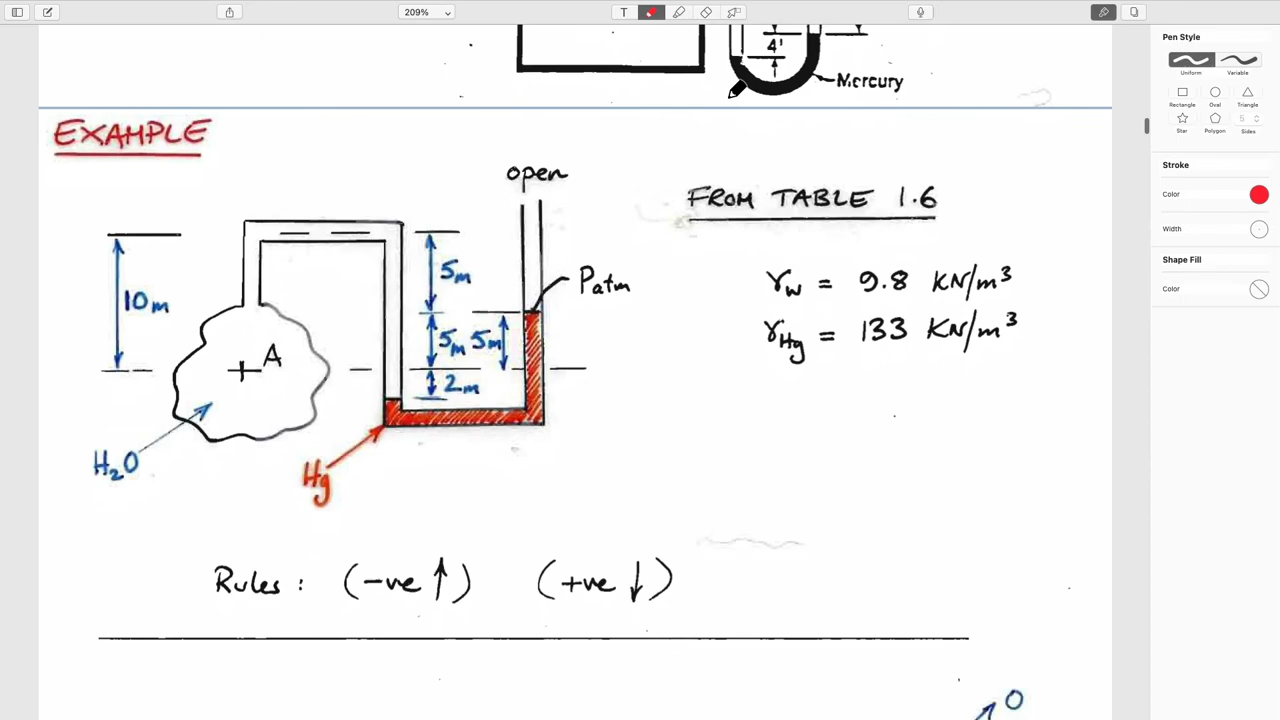 209%
T
4'
Mercury
EXAMPLE
open
FROM TABLE 1.6
10m
5m
Patm
γw = 9.8 KN/m³
γHg = 133 KN/m³
A
5m 5m
2m
H₂O
Hg
Rules : (-ve ↑) (+ve ↓)
O
Pen Style
Uniform Variable
Rectangle Oval Triangle
Star Polygon 5 Sides
Stroke
Color
Width
Shape Fill
Color